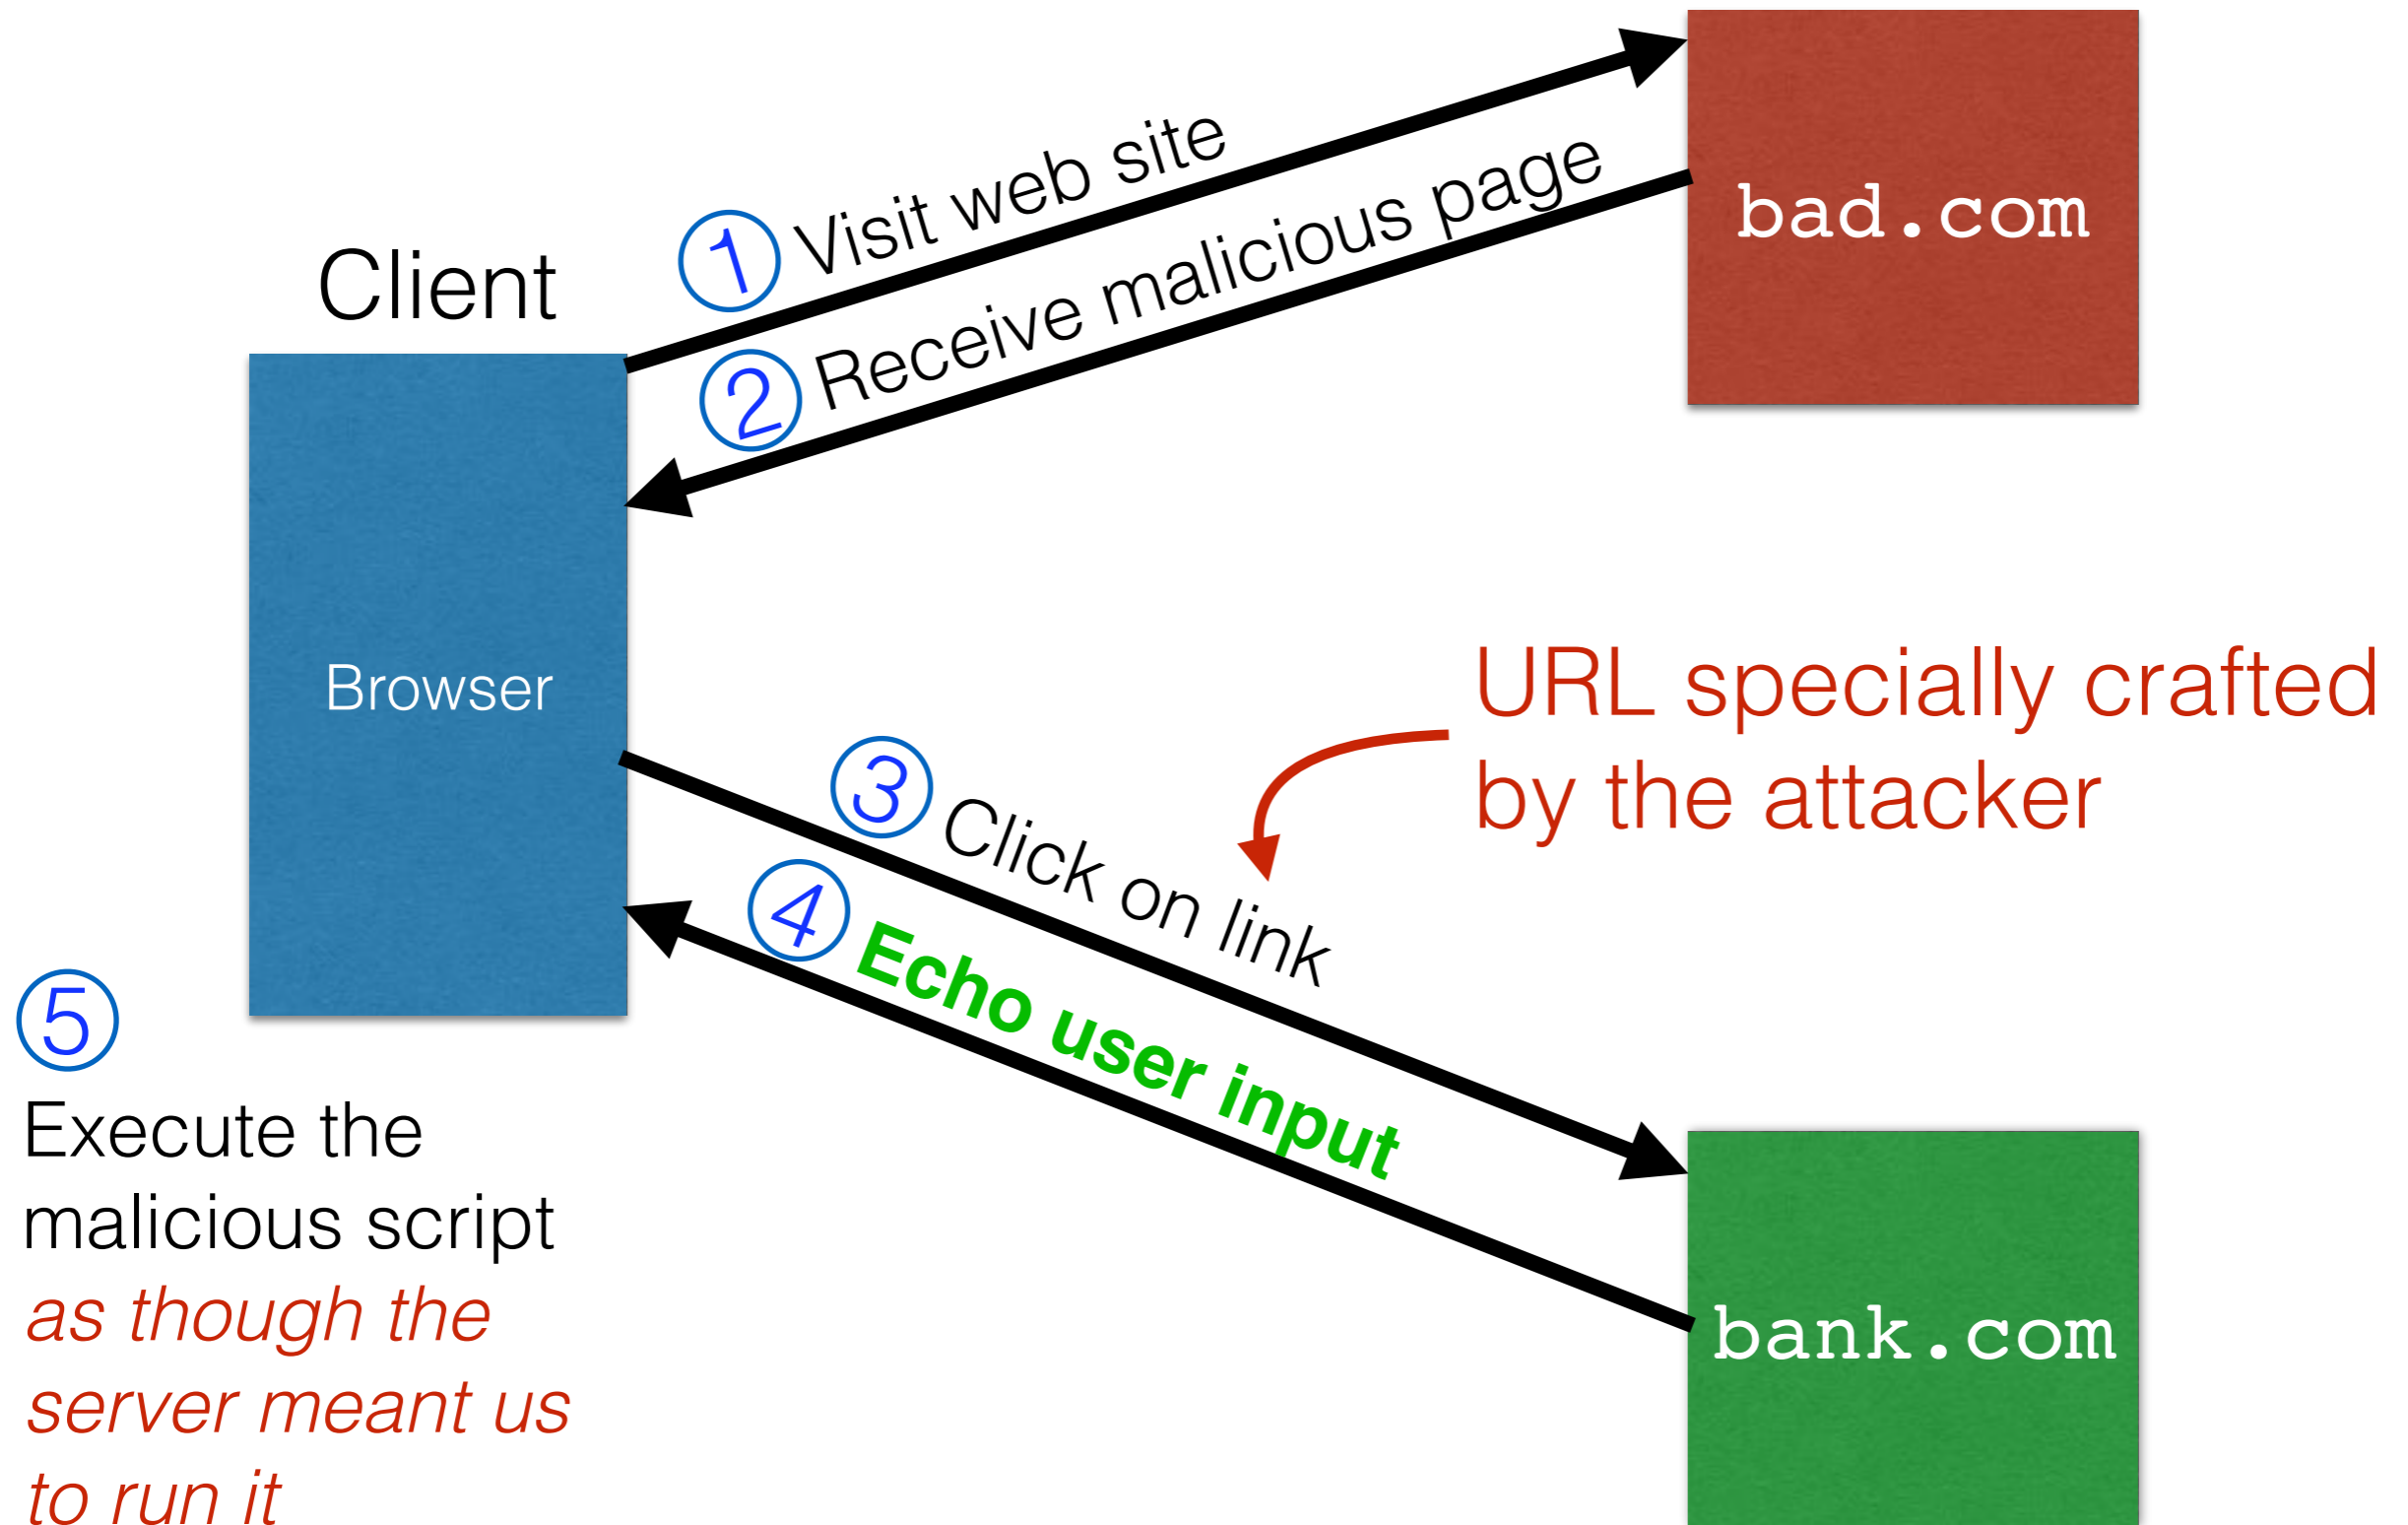 Client
Browser
bad.com
① Visit web site
② Receive malicious page
URL specially crafted
by the attacker
③ Click on link
④ Echo user input
bank.com
⑤
Execute the
malicious script
as though the
server meant us
to run it